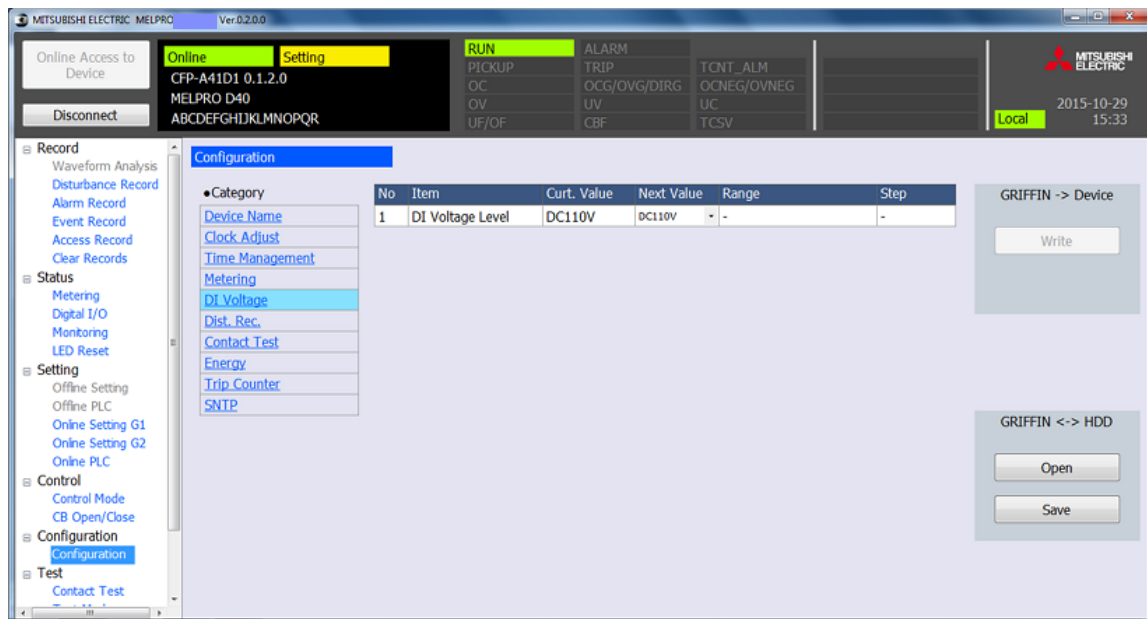 MITSUBISHI ELECTRIC MELPRO Ver.0.2.0.0
Online Access to
Device
Disconnect
Online Setting
CFP-A41D1 0.1.2.0
MELPRO D40
ABCDEFGHIJKLMNOPQR
RUN ALARM
PICKUP TRIP TCNT_ALM
OC OCG/OVG/DIRG OCNEG/OVNEG
OV UV UC
UF/OF CBF TCSV
MITSUBISHI
ELECTRIC
2015-10-29
Local 15:33
Record
Waveform Analysis
Disturbance Record
Alarm Record
Event Record
Access Record
Clear Records
Status
Metering
Digital I/O
Monitoring
LED Reset
Setting
Offline Setting
Offline PLC
Online Setting G1
Online Setting G2
Online PLC
Control
Control Mode
CB Open/Close
Configuration
Configuration
Test
Contact Test
Configuration
•Category
Device Name
Clock Adjust
Time Management
Metering
DI Voltage
Dist. Rec.
Contact Test
Energy
Trip Counter
SNTP
No Item Curt. Value Next Value Range Step
1 DI Voltage Level DC110V DC110V - -
GRIFFIN -> Device
Write
GRIFFIN <-> HDD
Open
Save